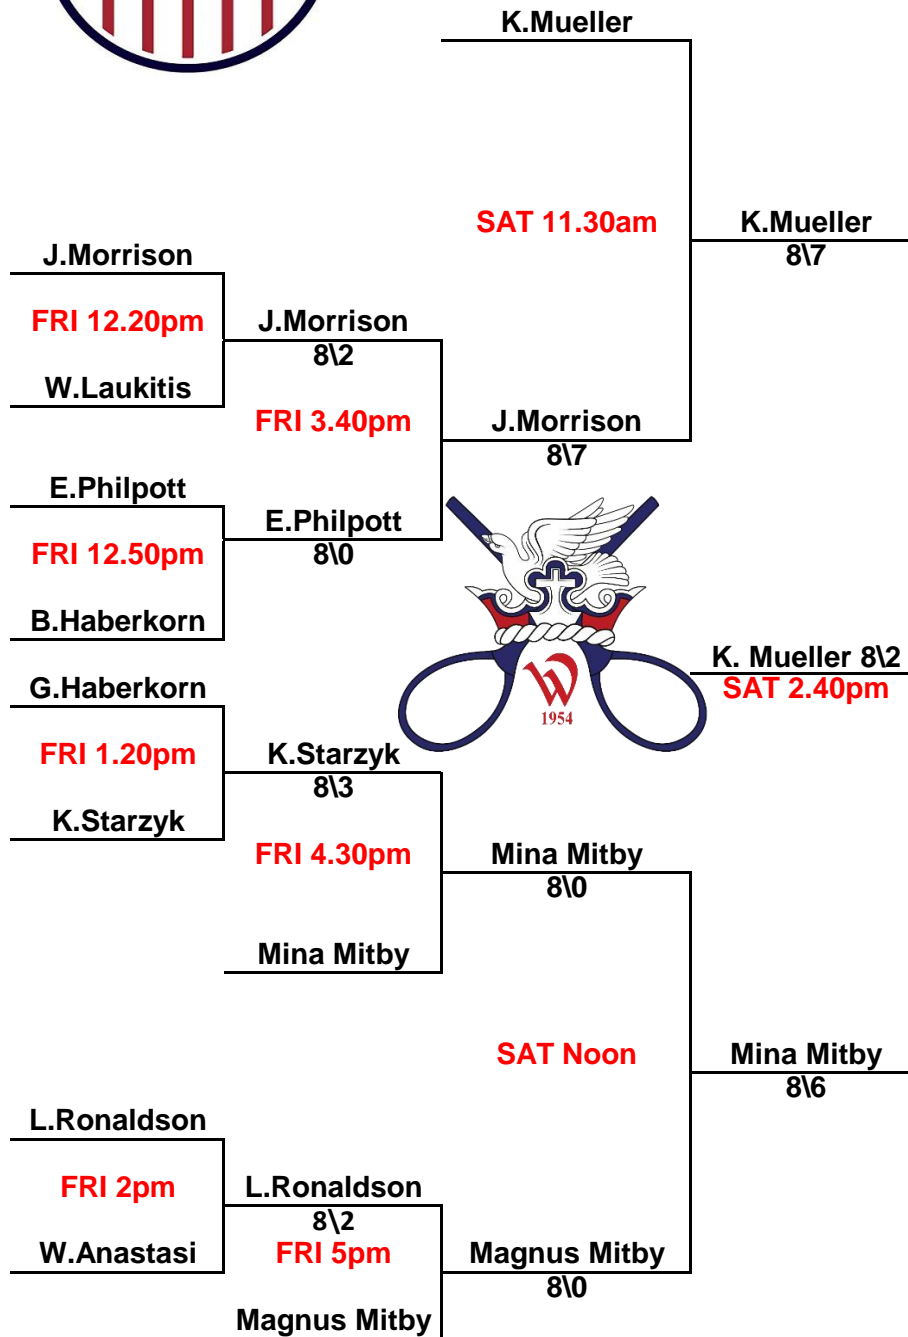 K.Mueller
SAT 11.30am
K.Mueller
8\7
J.Morrison
FRI 12.20pm
J.Morrison
8\2
W.Laukitis
FRI 3.40pm
J.Morrison
8\7
E.Philpott
E.Philpott
8\0
FRI 12.50pm
B.Haberkorn
K. Mueller 8\2
SAT 2.40pm
W
1954
G.Haberkorn
FRI 1.20pm
K.Starzyk
8\3
K.Starzyk
FRI 4.30pm
Mina Mitby
8\0
Mina Mitby
SAT Noon
Mina Mitby
8\6
L.Ronaldson
FRI 2pm
L.Ronaldson
8\2
W.Anastasi
FRI 5pm
Magnus Mitby
8\0
Magnus Mitby